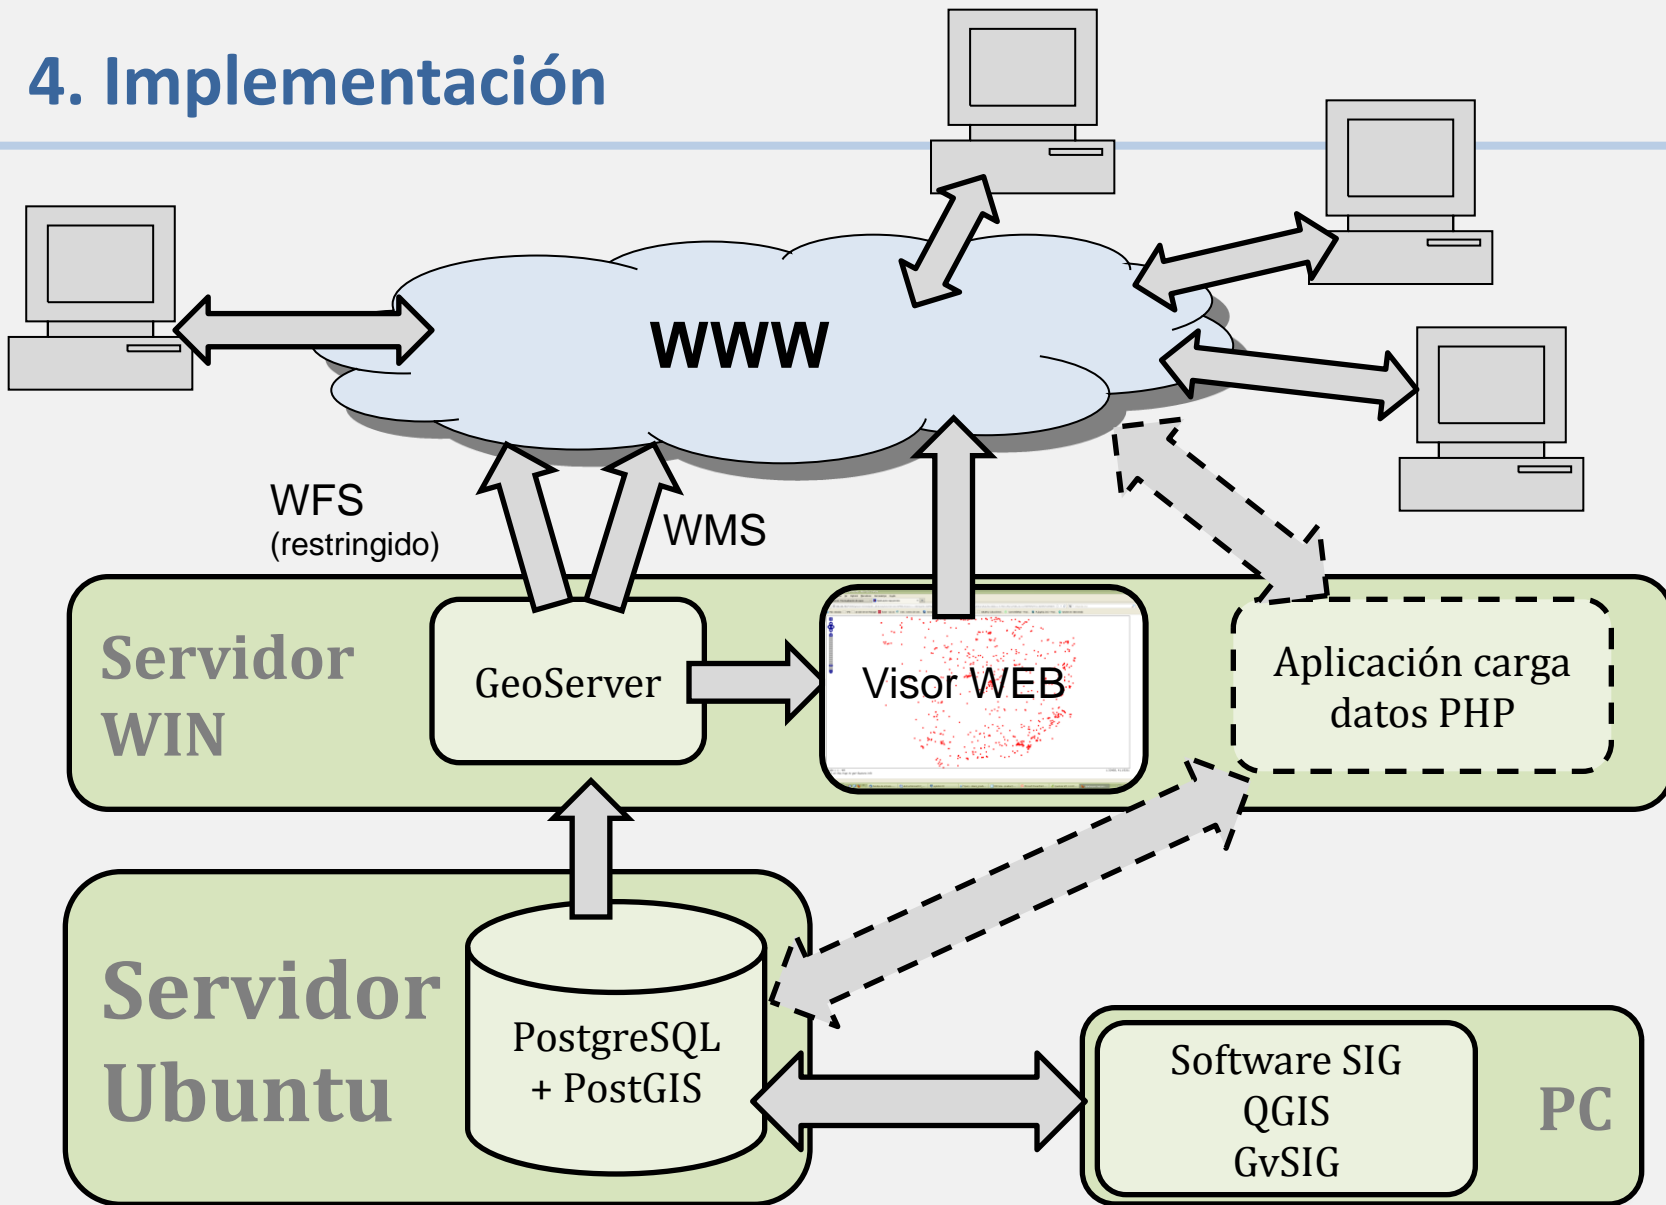 4. Implementación
WWW
WFS
(restringido)
WMS
Servidor
WIN
GeoServer
Visor WEB
Aplicación carga
datos PHP
Servidor
Ubuntu
PostgreSQL
+ PostGIS
Software SIG
QGIS
GvSIG
PC